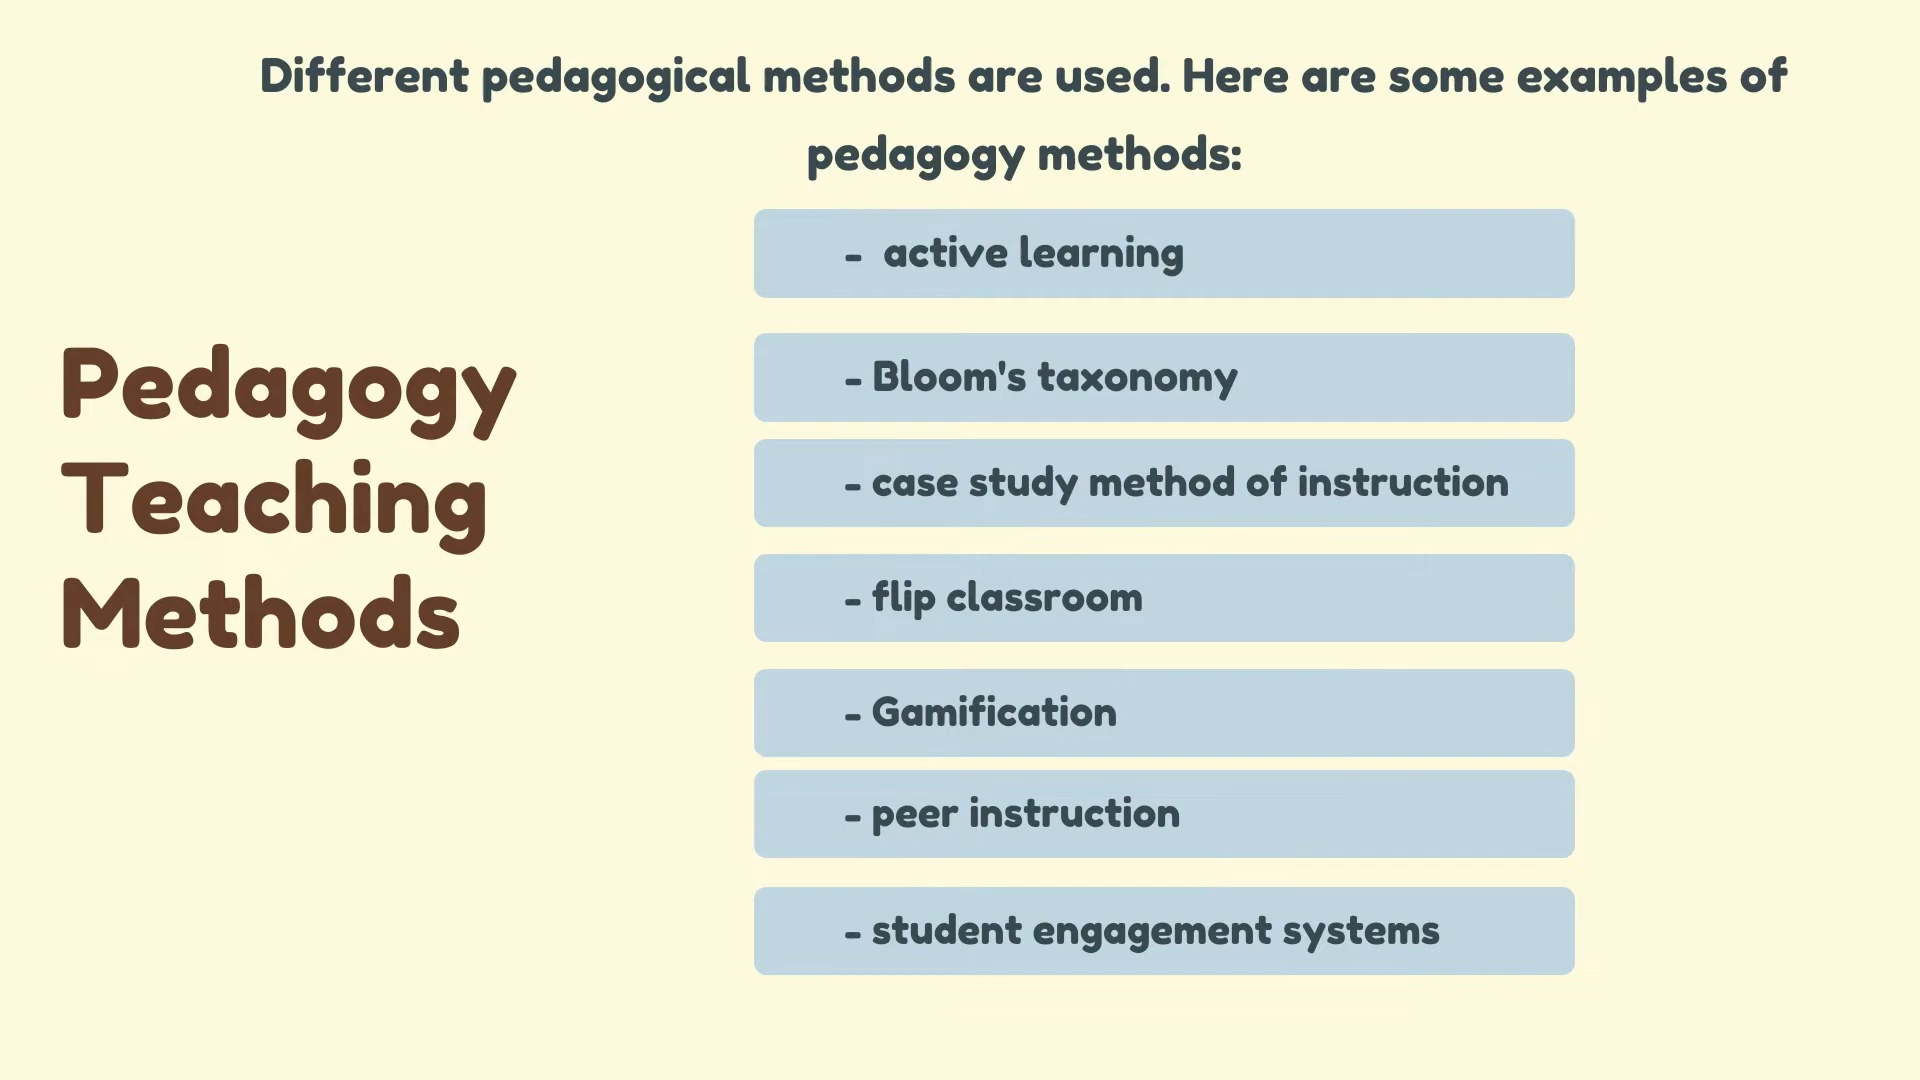 Different pedagogical methods are used. Here are some examples of
pedagogy methods:
Pedagogy
Teaching
Methods
- active learning
- Bloom's taxonomy
- case study method of instruction
- flip classroom
- Gamification
- peer instruction
- student engagement systems